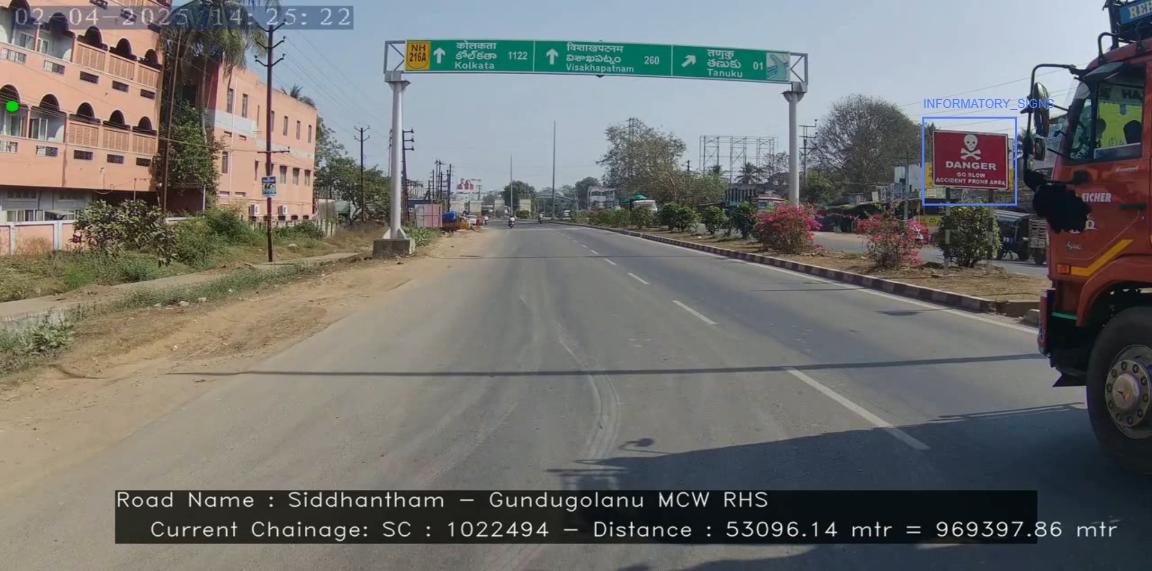 02-04-2025 14:25:22
NH
216A
कोलकता
కోల్‌కతా
Kolkata
1122
विशाखपटनम
విశాఖపట్నం
Visakhapatnam
260
तणुकु
తణుకు
Tanuku
01
INFORMATORY_SIGNS
DANGER
GO SLOW
ACCIDENT PRONE AREA
EICHER
Road Name : Siddhantham - Gundugolanu MCW RHS
Current Chainage: SC : 1022494 - Distance : 53096.14 mtr = 969397.86 mtr